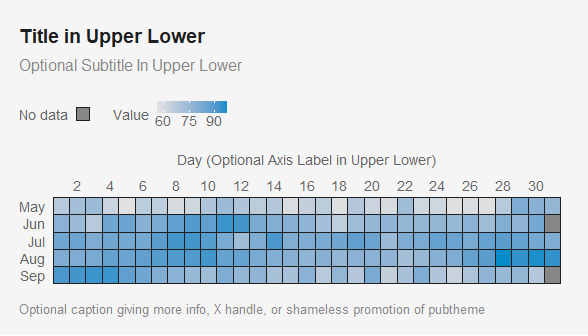 Title in Upper Lower
Optional Subtitle In Upper Lower
No data Value
60 75 90
Day (Optional Axis Label in Upper Lower)
2 4 6 8 10 12 14 16 18 20 22 24 26 28 30
May
Jun
Jul
Aug
Sep
Optional caption giving more info, X handle, or shameless promotion of pubtheme